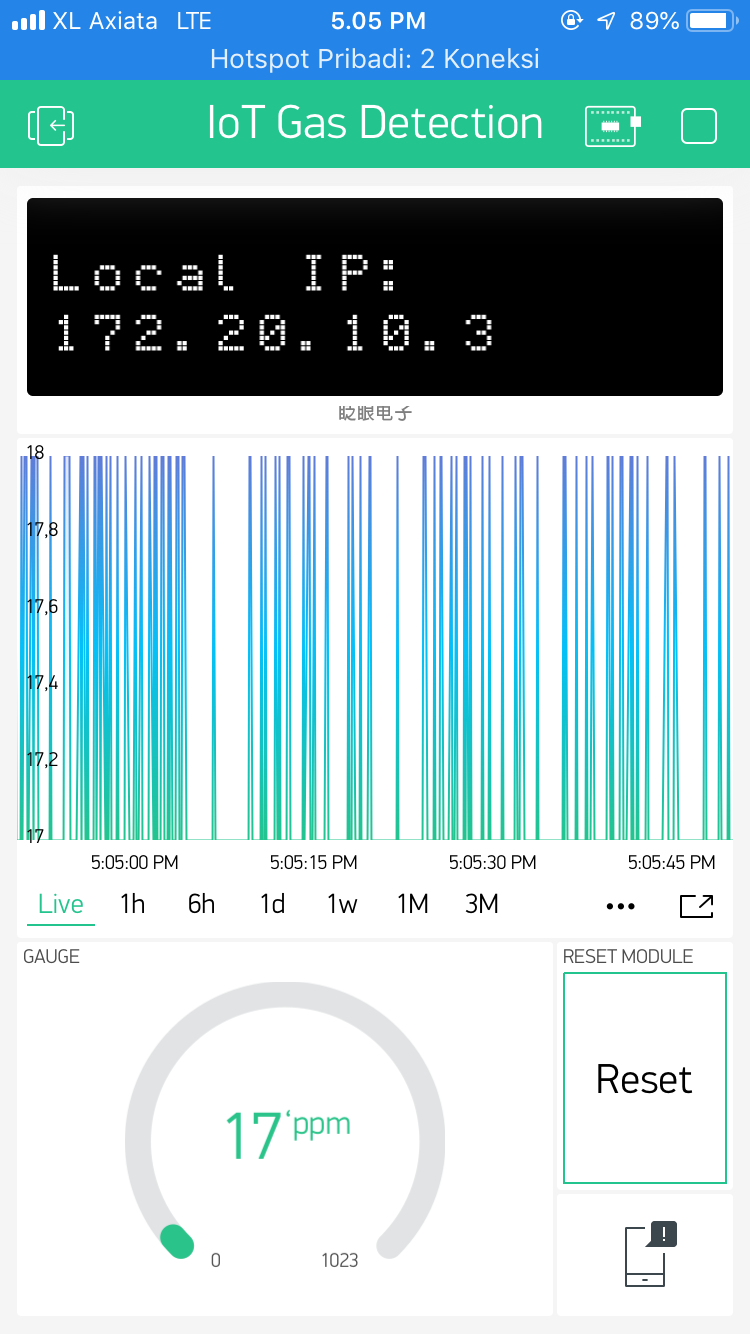 XL Axiata LTE 5.05 PM 89%
Hotspot Pribadi: 2 Koneksi
IoT Gas Detection
Local IP:
172.20.10.3
眨眼电子
18
17,8
17,6
17,4
17,2
17
5:05:00 PM 5:05:15 PM 5:05:30 PM 5:05:45 PM
Live 1h 6h 1d 1w 1M 3M
GAUGE
RESET MODULE
17‘ppm
Reset
0 1023